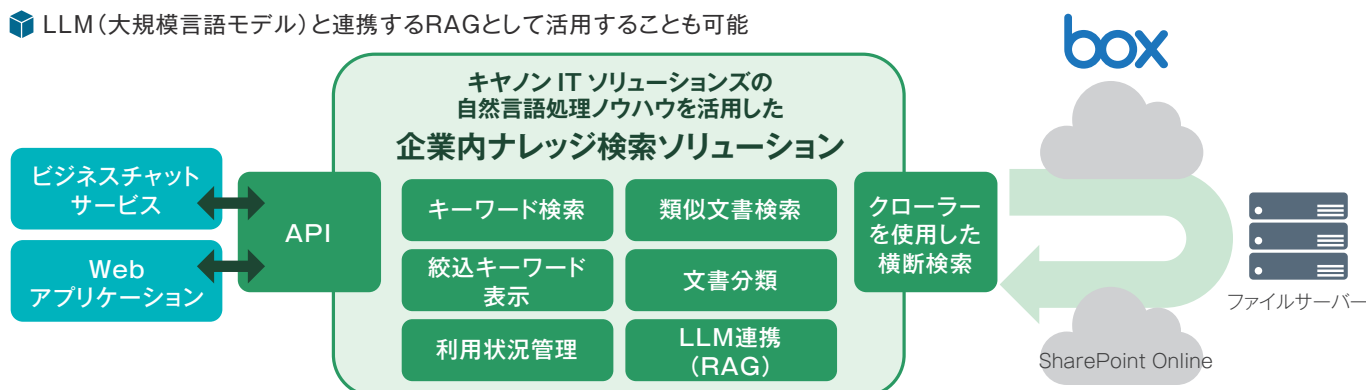 LLM（大規模言語モデル）と連携するRAGとして活用することも可能
box
キヤノン IT ソリューションズの
自然言語処理ノウハウを活用した
企業内ナレッジ検索ソリューション
ビジネスチャット
サービス
Web
アプリケーション
API
キーワード検索
類似文書検索
絞込キーワード
表示
文書分類
利用状況管理
LLM連携
（RAG）
クローラー
を使用した
横断検索
ファイルサーバー
SharePoint Online